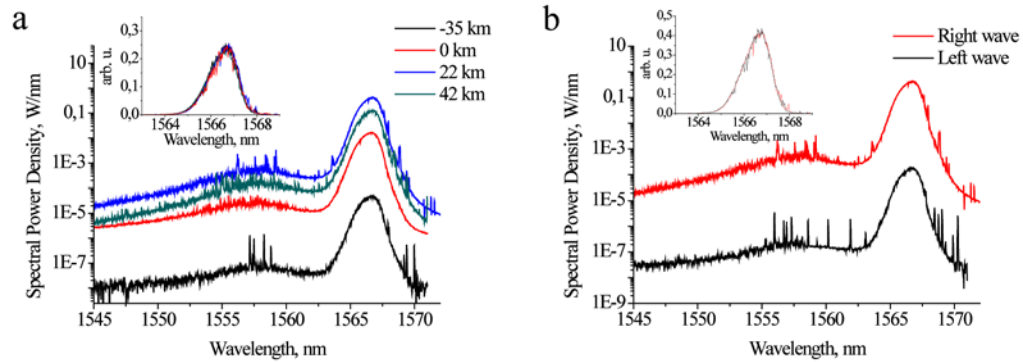 a
-35 km
0 km
22 km
42 km
0,3
0,2
0,1
0,0
arb. u.
1564 1566 1568
Wavelength, nm
10
0,1
1E-3
1E-5
1E-7
Spectral Power Density, W/nm
1545 1550 1555 1560 1565 1570
Wavelength, nm
b
Right wave
Left wave
0,5
0,4
0,3
0,2
0,1
0,0
arb. u.
1564 1566 1568
Wavelength, nm
10
0,1
1E-3
1E-5
1E-7
1E-9
Spectral Power Density, W/nm
1545 1550 1555 1560 1565 1570
Wavelength, nm